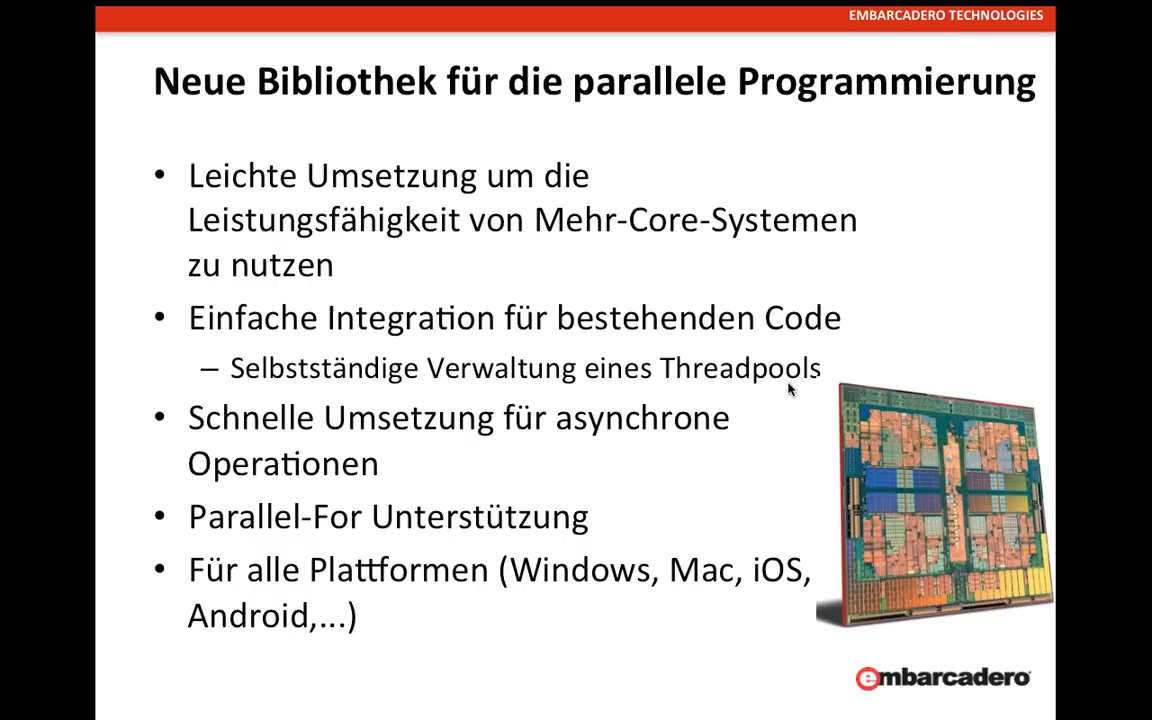 EMBARCADERO TECHNOLOGIES
Neue Bibliothek für die parallele Programmierung
• Leichte Umsetzung um die
Leistungsfähigkeit von Mehr-Core-Systemen
zu nutzen
• Einfache Integration für bestehenden Code
– Selbstständige Verwaltung eines Threadpools
• Schnelle Umsetzung für asynchrone
Operationen
• Parallel-For Unterstützung
• Für alle Plattformen (Windows, Mac, iOS,
Android,...)
embarcadero